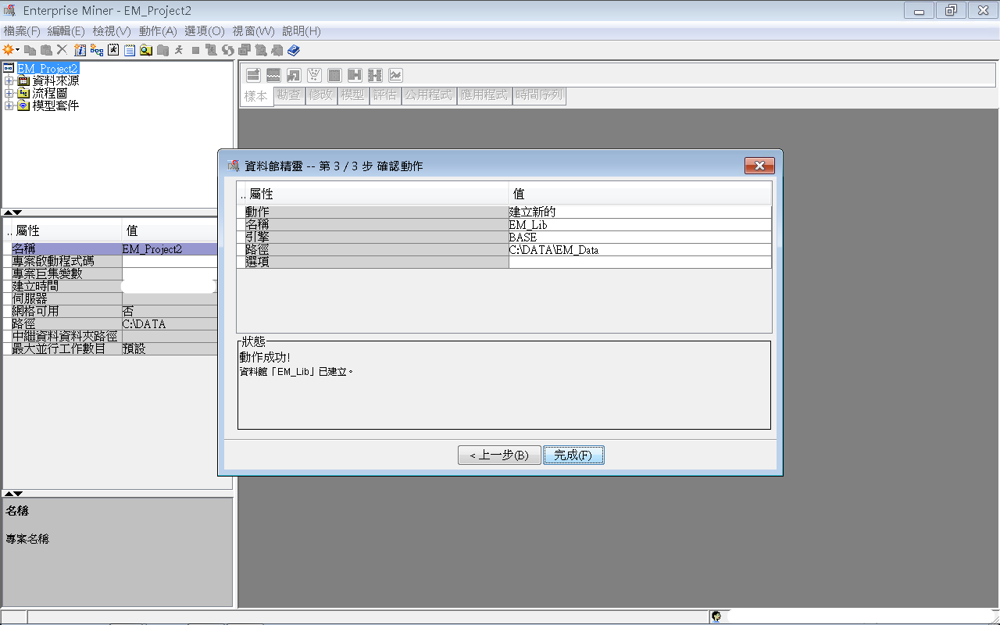 Enterprise Miner - EM_Project2
檔案(F) 編輯(E) 檢視(V) 動作(A) 選項(O) 視窗(W) 說明(H)
EM_Project2
資料來源
流程圖
模型套件
樣本 勘查 修改 模型 評估 公用程式 應用程式 時間序列
.. 屬性 值
名稱 EM_Project2
專案啟動程式碼
專案巨集變數
建立時間
伺服器
網格可用 否
路徑 C:\DATA
中繼資料資料夾路徑
最大並行工作數目 預設
名稱
專案名稱
資料館精靈 -- 第 3 / 3 步 確認動作
.. 屬性 值
動作 建立新的
名稱 EM_Lib
引擎 BASE
路徑 C:\DATA\EM_Data
選項
狀態
動作成功!
資料館「EM_Lib」已建立。
< 上一步(B) 完成(F)